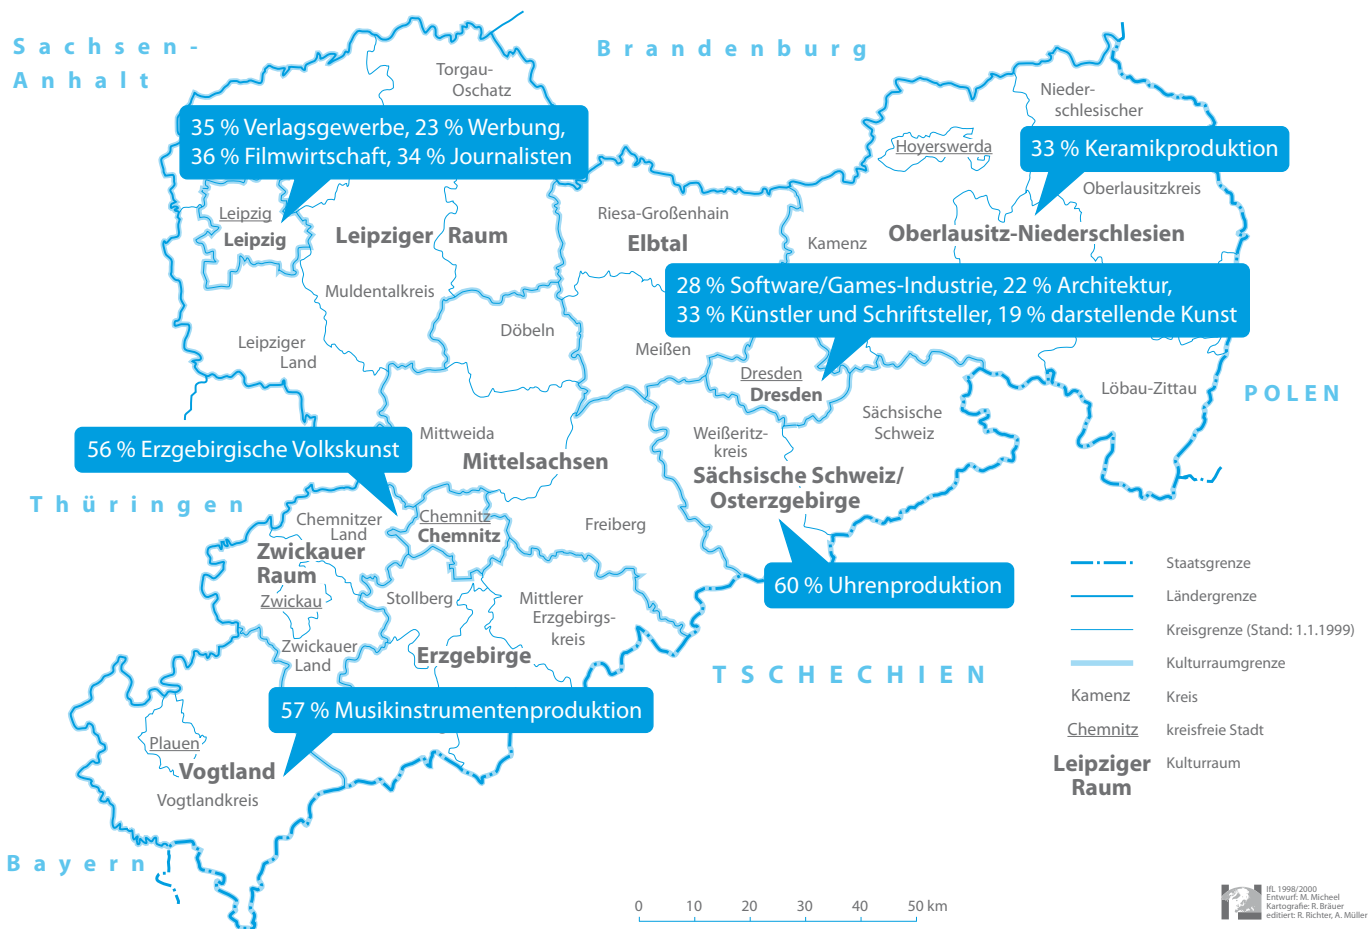 Sachsen-
Anhalt
Brandenburg
Torgau-
Oschatz
Nieder-
schlesischer
35 % Verlagsgewerbe, 23 % Werbung,
36 % Filmwirtschaft, 34 % Journalisten
Hoyerswerda
33 % Keramikproduktion
Oberlausitzkreis
Leipzig
Leipzig
Leipziger Raum
Riesa-Großenhain
Elbtal
Kamenz
Oberlausitz-Niederschlesien
28 % Software/Games-Industrie, 22 % Architektur,
33 % Künstler und Schriftsteller, 19 % darstellende Kunst
Muldentalkreis
Döbeln
Leipziger
Land
Meißen
Dresden
Dresden
Löbau-Zittau
POLEN
Sächsische
Schweiz
56 % Erzgebirgische Volkskunst
Mittweida
Mittelsachsen
Weißeritz-
kreis
Sächsische Schweiz/
Osterzgebirge
Thüringen
Chemnitzer
Land
Chemnitz
Chemnitz
Freiberg
Zwickauer
Raum
Zwickau
Stollberg
Mittlerer
Erzgebirgs-
kreis
60 % Uhrenproduktion
Zwickauer
Land
Erzgebirge
TSCHECHIEN
57 % Musikinstrumentenproduktion
Plauen
Vogtland
Vogtlandkreis
Bayern
Staatsgrenze
Ländergrenze
Kreisgrenze (Stand: 1.1.1999)
Kulturraumgrenze
Kamenz Kreis
Chemnitz kreisfreie Stadt
Leipziger
Raum
Kulturraum
0 10 20 30 40 50 km
IfL 1998/2000
Entwurf: M. Micheel
Kartografie: R. Bräuer
editiert: R. Richter, A. Müller